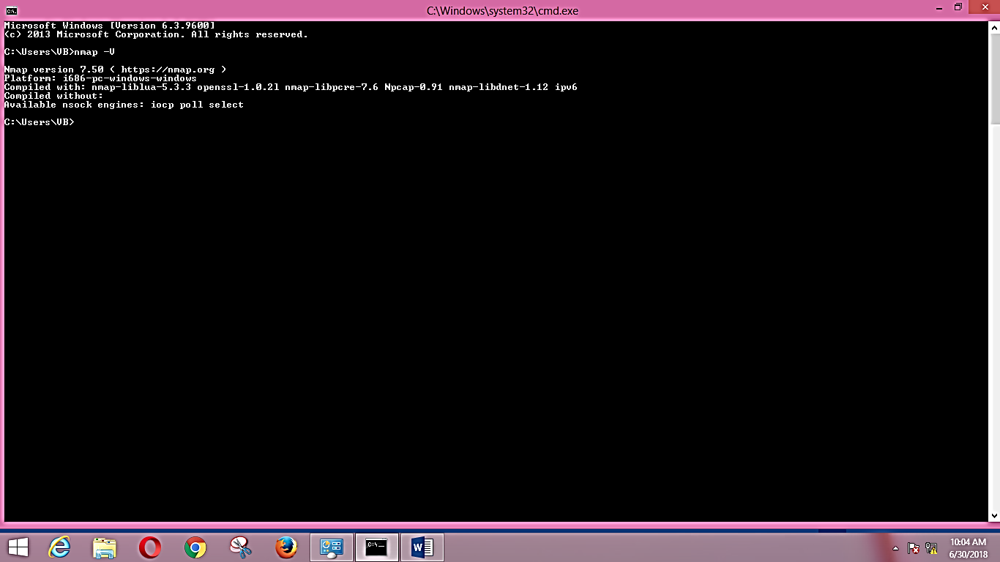 C:\Windows\system32\cmd.exe
Microsoft Windows [Version 6.3.9600]
(c) 2013 Microsoft Corporation. All rights reserved.
C:\Users\VB>nmap -V
Nmap version 7.50 ( https://nmap.org )
Platform: i686-pc-windows-windows
Compiled with: nmap-liblua-5.3.3 openssl-1.0.2l nmap-libpcre-7.6 Npcap-0.91 nmap-libdnet-1.12 ipv6
Compiled without:
Available nsock engines: iocp poll select
C:\Users\VB>
10:04 AM
6/30/2018